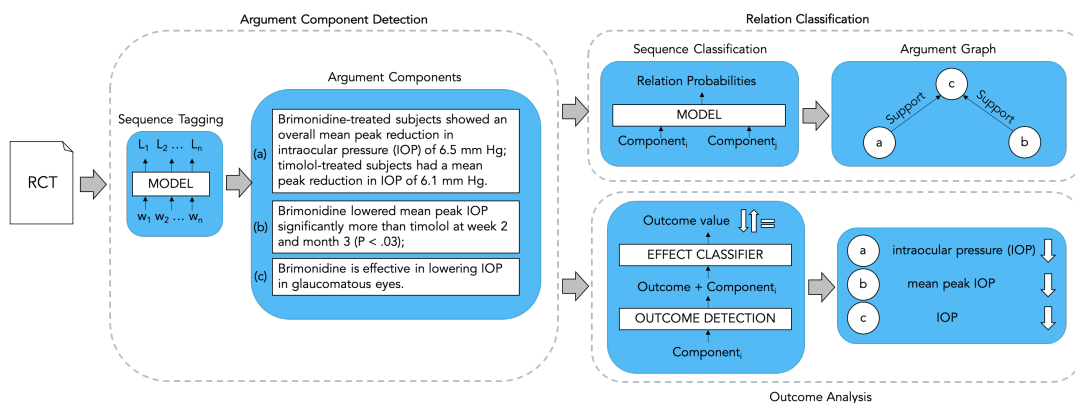 Argument Component Detection
RCT
Sequence Tagging
L1 L2 … Ln
MODEL
w1 w2 … wn
Argument Components
(a)
Brimonidine-treated subjects showed an
overall mean peak reduction in
intraocular pressure (IOP) of 6.5 mm Hg;
timolol-treated subjects had a mean
peak reduction in IOP of 6.1 mm Hg.
(b)
Brimonidine lowered mean peak IOP
significantly more than timolol at week 2
and month 3 (P < .03);
(c)
Brimonidine is effective in lowering IOP
in glaucomatous eyes.
Relation Classification
Sequence Classification
Relation Probabilities
MODEL
Componenti Componentj
Argument Graph
c
Support
Support
a
b
Outcome value
EFFECT CLASSIFIER
Outcome + Componenti
OUTCOME DETECTION
Componenti
a intraocular pressure (IOP)
b mean peak IOP
c IOP
Outcome Analysis